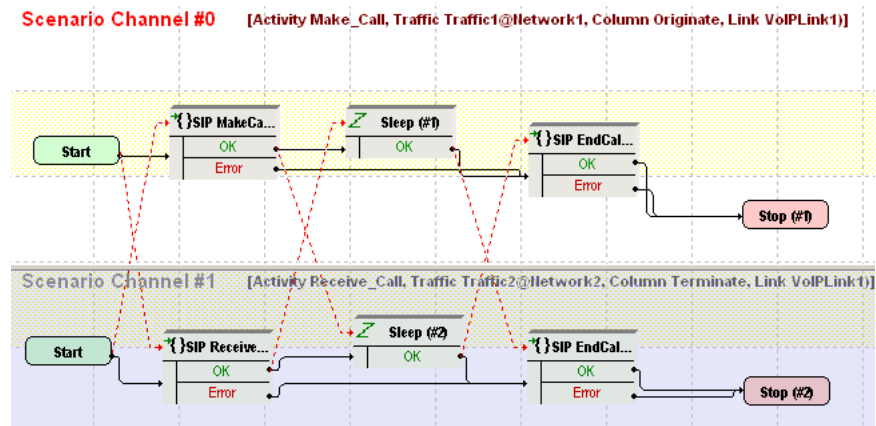 Scenario Channel #0 [Activity Make_Call, Traffic Traffic1@Network1, Column Originate, Link VoIPLink1)]
{}SIP MakeCa...
Sleep (#1)
OK
OK
Error
Start
{}SIP EndCal...
OK
Error
Stop (#1)
Scenario Channel #1 [Activity Receive_Call, Traffic Traffic2@Network2, Column Terminate, Link VoIPLink1)]
{}SIP Receive...
Sleep (#2)
OK
OK
Error
Start
{}SIP EndCal...
OK
Error
Stop (#2)